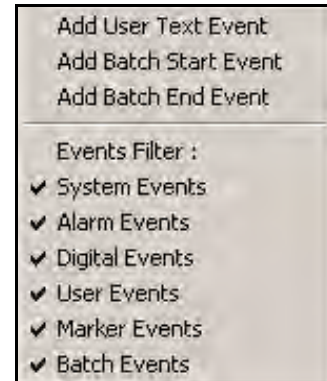 Add User Text Event
Add Batch Start Event
Add Batch End Event
Events Filter :
System Events
Alarm Events
Digital Events
User Events
Marker Events
Batch Events